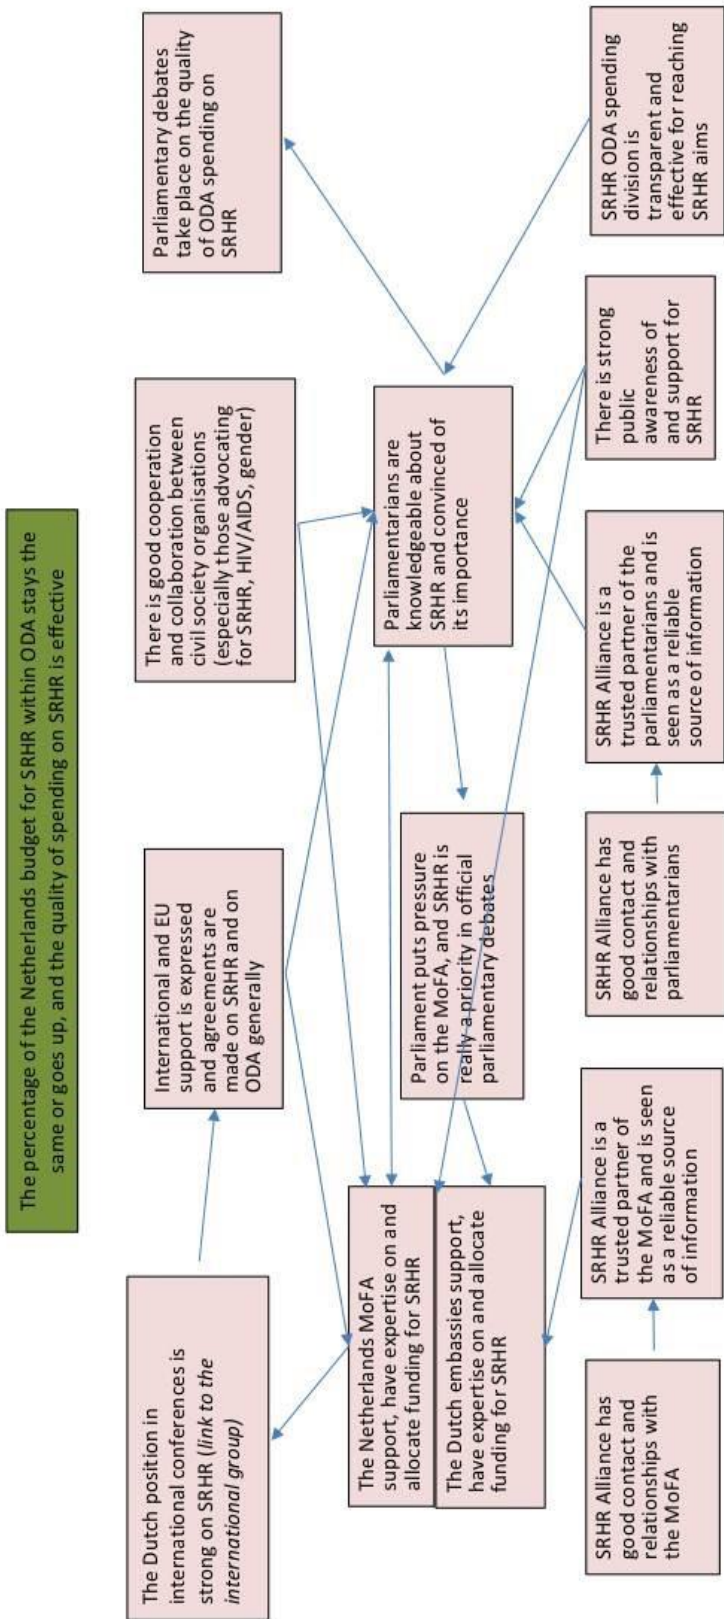 The percentage of the Netherlands budget for SRHR within ODA stays the
same or goes up, and the quality of spending on SRHR is effective
The Dutch position in
international conferences is
strong on SRHR (link to the
international group)
International and EU
support is expressed
and agreements are
made on SRHR and on
ODA generally
There is good cooperation
and collaboration between
civil society organisations
(especially those advocating
for SRHR, HIV/AIDS, gender)
Parliamentary debates
take place on the quality
of ODA spending on
SRHR
The Netherlands MoFA
support, have expertise on and
allocate funding for SRHR
The Dutch embassies support,
have expertise on and allocate
funding for SRHR
Parliament puts pressure
on the MoFA, and SRHR is
really a priority in official
parliamentary debates
Parliamentarians are
knowledgeable about
SRHR and convinced of
its importance
SRHR Alliance has
good contact and
relationships with
the MoFA
SRHR Alliance is a
trusted partner of
the MoFA and is seen
as a reliable source
of information
SRHR Alliance has
good contact and
relationships with
parliamentarians
SRHR Alliance is a
trusted partner of the
parliamentarians and is
seen as a reliable
source of information
There is strong
public
awareness of
and support for
SRHR
SRHR ODA spending
division is
transparent and
effective for reaching
SRHR aims